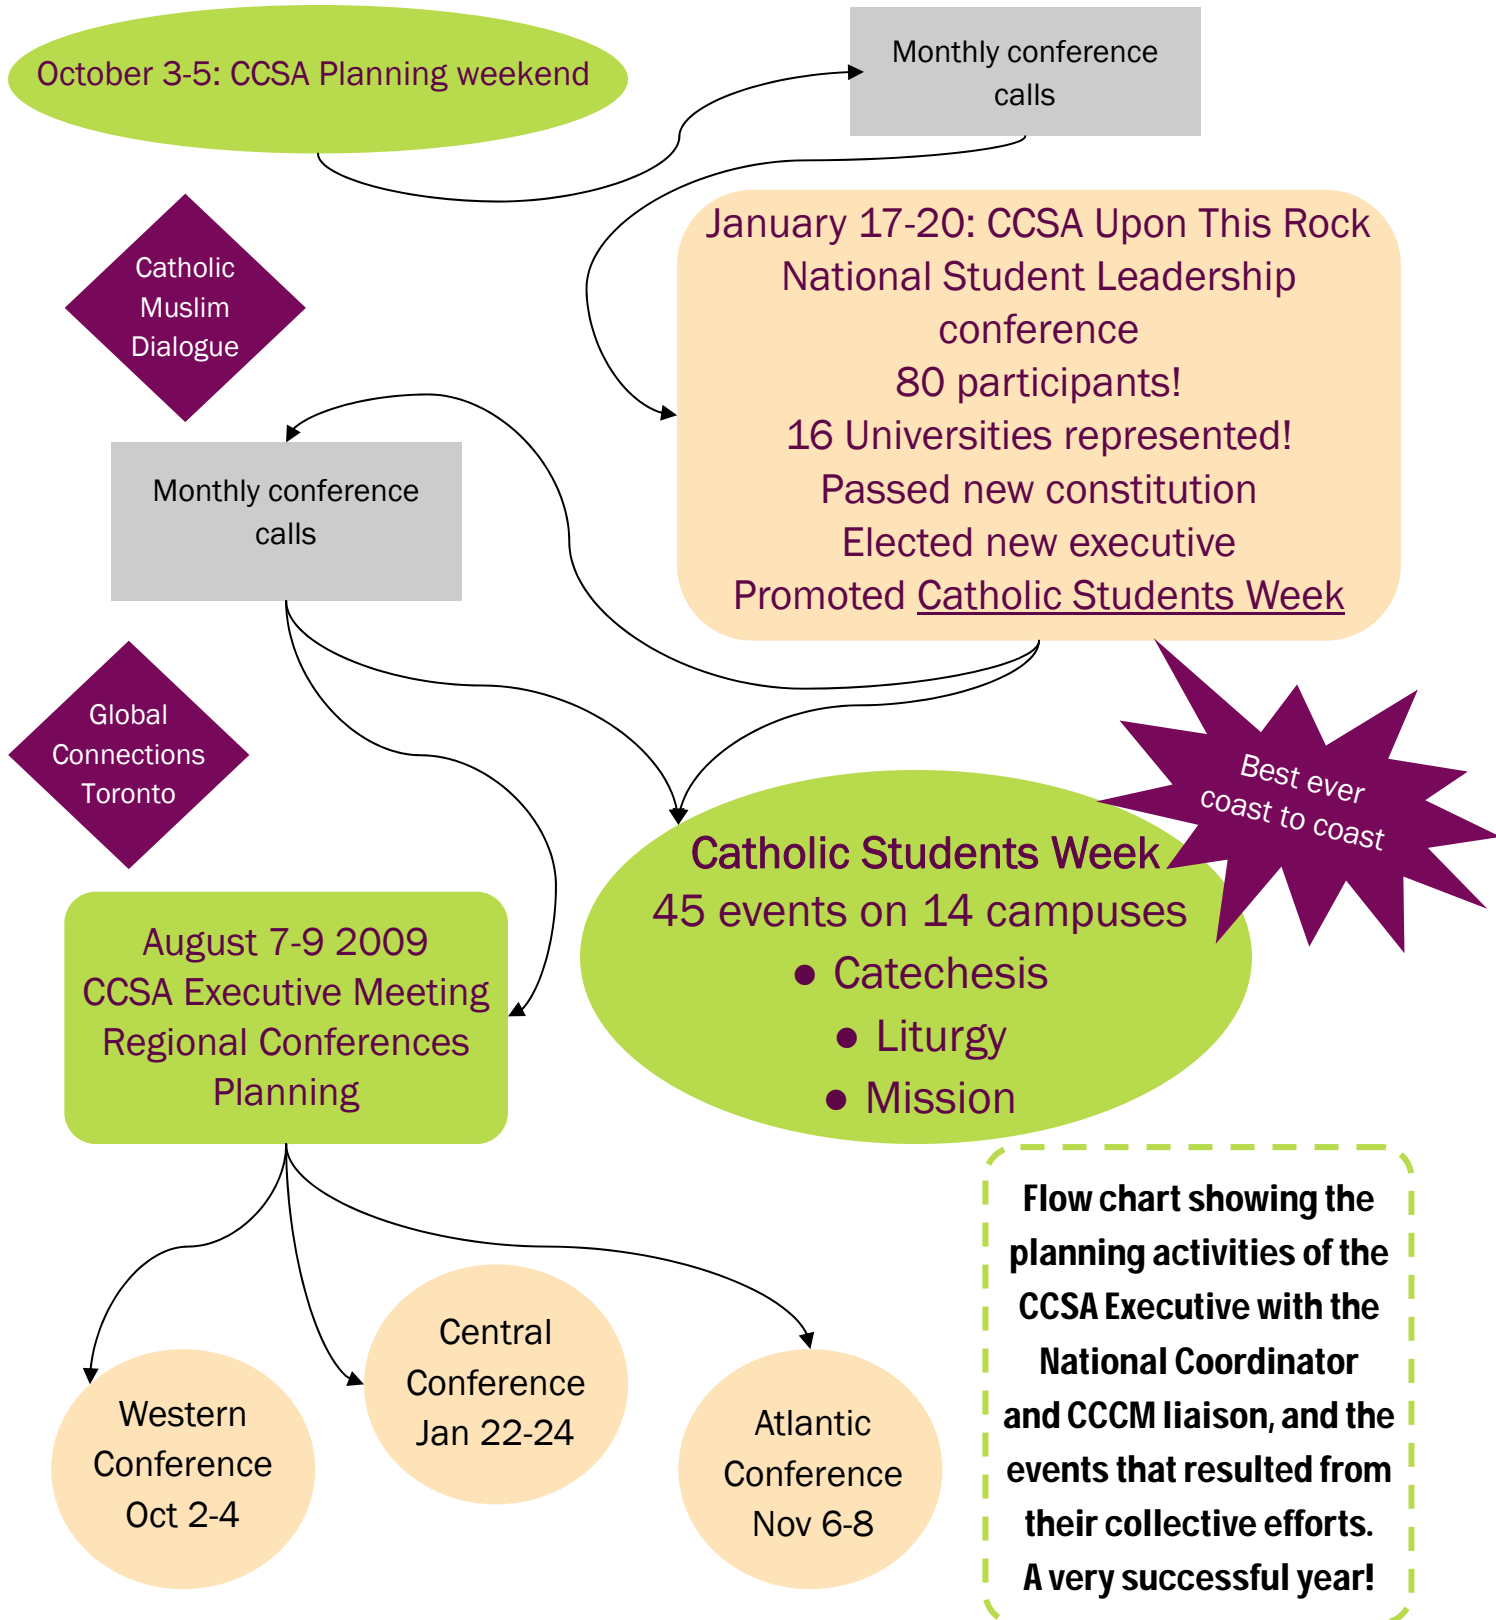 October 3-5: CCSA Planning weekend
Monthly conference
calls
January 17-20: CCSA Upon This Rock
National Student Leadership
conference
80 participants!
16 Universities represented!
Passed new constitution
Elected new executive
Promoted Catholic Students Week
Catholic
Muslim
Dialogue
Monthly conference
calls
Global
Connections
Toronto
Best ever
coast to coast
Catholic Students Week
45 events on 14 campuses
● Catechesis
● Liturgy
● Mission
August 7-9 2009
CCSA Executive Meeting
Regional Conferences
Planning
Western
Conference
Oct 2-4
Central
Conference
Jan 22-24
Atlantic
Conference
Nov 6-8
Flow chart showing the
planning activities of the
CCSA Executive with the
National Coordinator
and CCCM liaison, and the
events that resulted from
their collective efforts.
A very successful year!